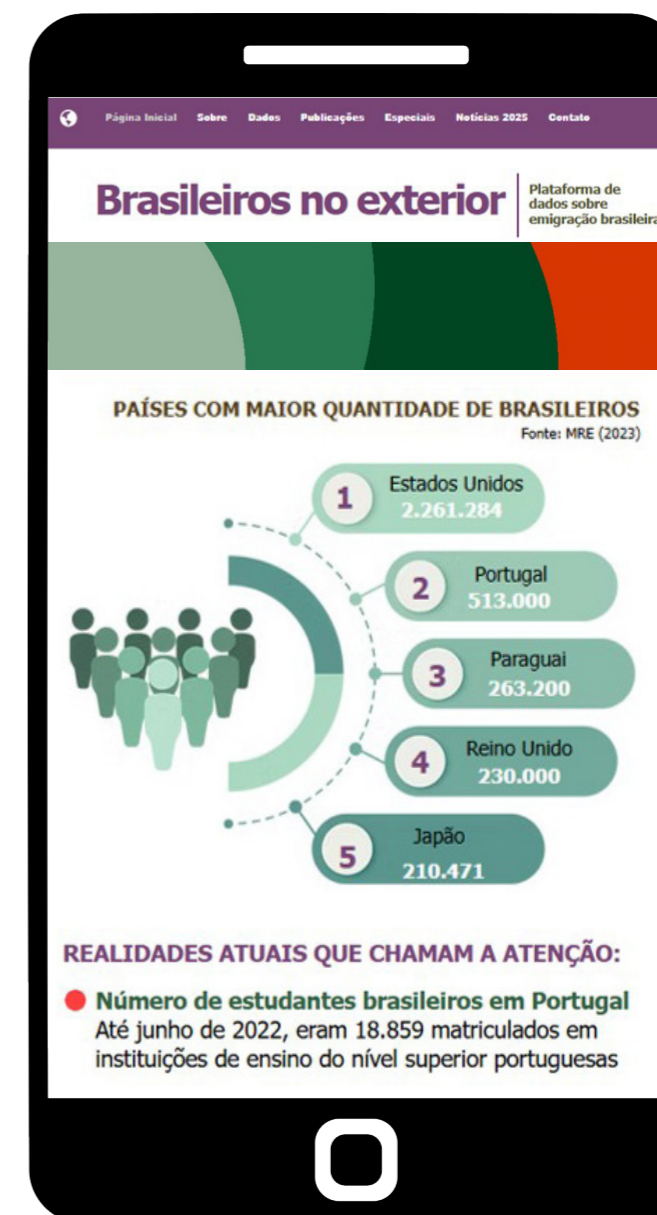 Página Inicial Sobre Dados Publicações Especiais Notícias 2025 Contato
Brasileiros no exterior
Plataforma de
dados sobre
emigração brasileira
PAÍSES COM MAIOR QUANTIDADE DE BRASILEIROS
Fonte: MRE (2023)
1
Estados Unidos
2.261.284
2
Portugal
513.000
3
Paraguai
263.200
4
Reino Unido
230.000
5
Japão
210.471
REALIDADES ATUAIS QUE CHAMAM A ATENÇÃO:
Número de estudantes brasileiros em Portugal
Até junho de 2022, eram 18.859 matriculados em
instituições de ensino do nível superior portuguesas